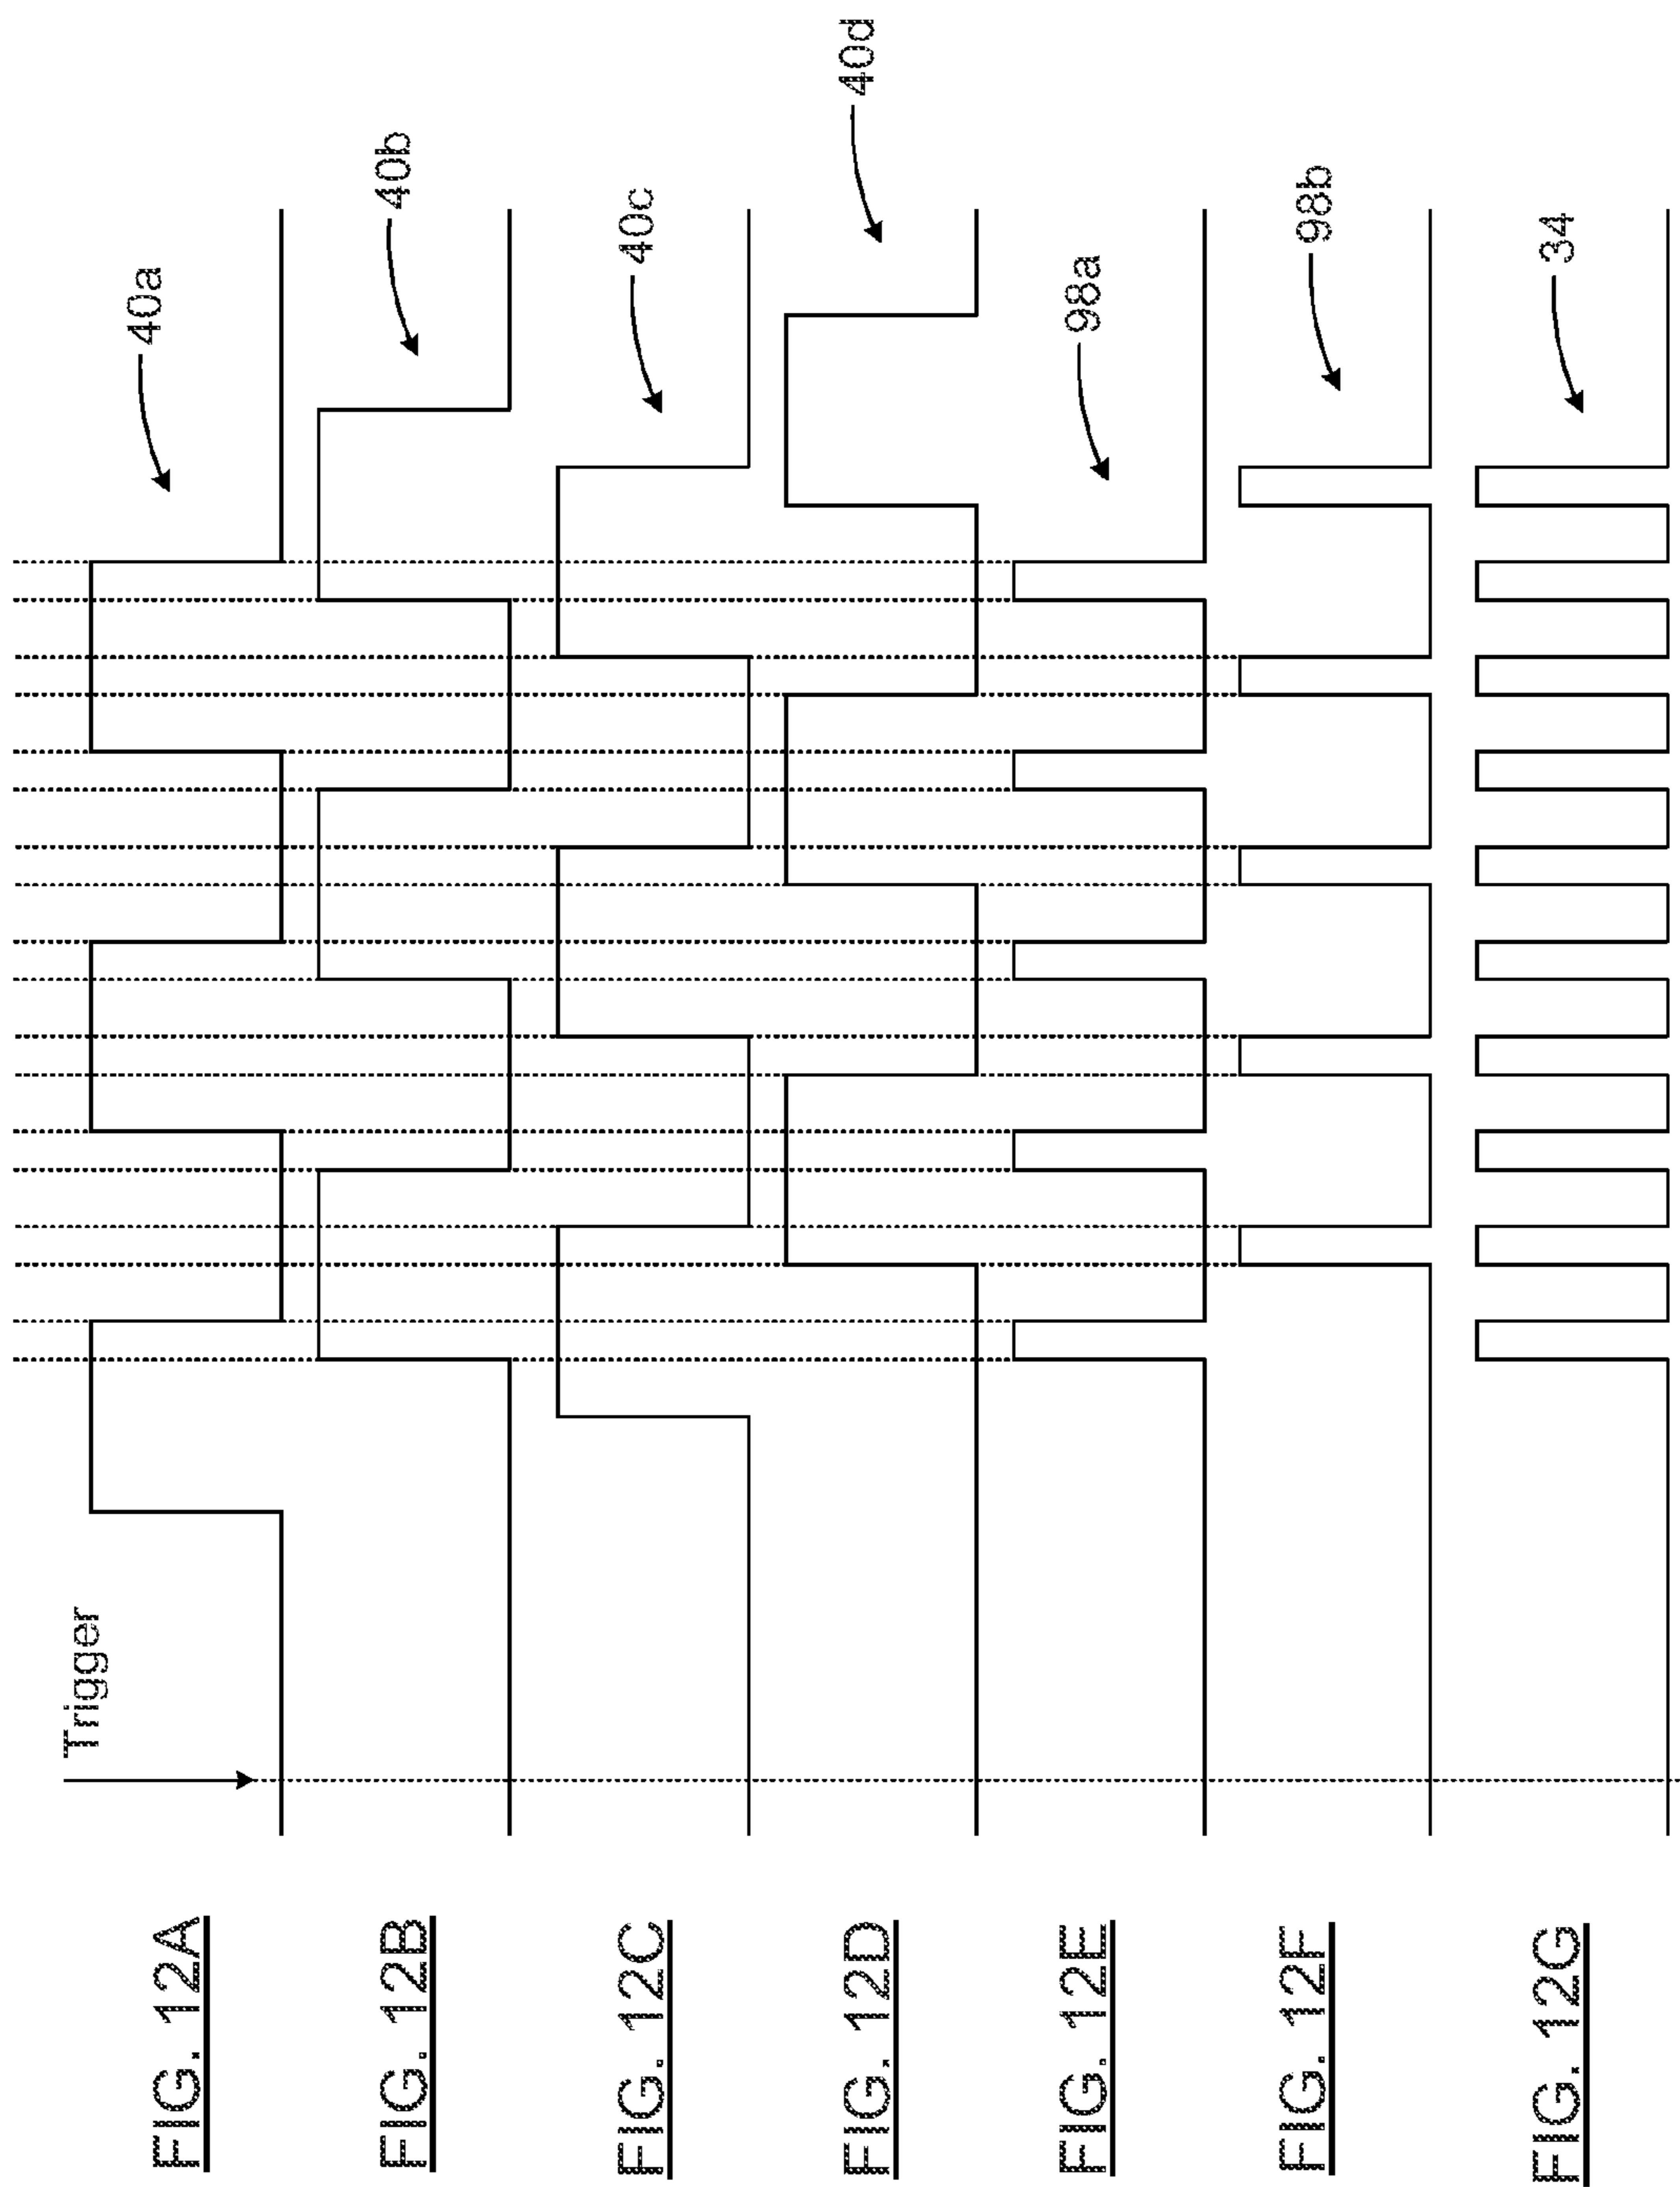 Trigger
FIG. 12A
40a
FIG. 12B
40b
FIG. 12C
40c
FIG. 12D
40d
FIG. 12E
98a
FIG. 12F
98b
FIG. 12G
34